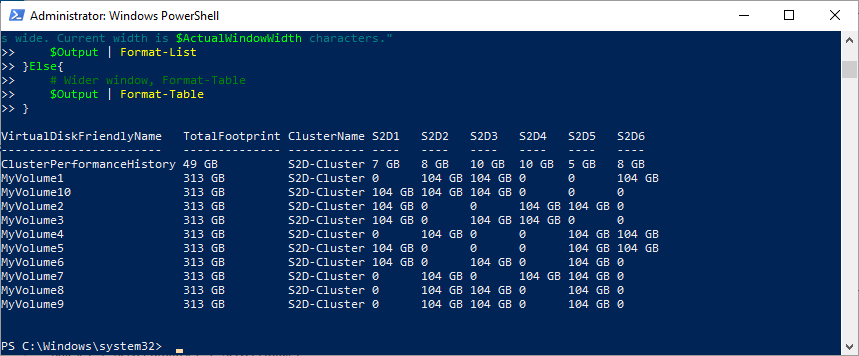 Administrator: Windows PowerShell
s wide. Current width is $ActualWindowWidth characters."
>>     $Output | Format-List
>> }Else{
>>     # Wider window, Format-Table
>>     $Output | Format-Table
>> }
VirtualDiskFriendlyName   TotalFootprint ClusterName S2D1   S2D2   S2D3   S2D4   S2D5   S2D6
-----------------------   -------------- ----------- ----   ----   ----   ----   ----   ----
ClusterPerformanceHistory 49 GB          S2D-Cluster 7 GB   8 GB   10 GB  10 GB  5 GB   8 GB
MyVolume1                 313 GB         S2D-Cluster 0      104 GB 104 GB 0      0      104 GB
MyVolume10                313 GB         S2D-Cluster 104 GB 104 GB 104 GB 0      0      0
MyVolume2                 313 GB         S2D-Cluster 104 GB 0      0      104 GB 104 GB 0
MyVolume3                 313 GB         S2D-Cluster 104 GB 0      104 GB 104 GB 0      0
MyVolume4                 313 GB         S2D-Cluster 0      104 GB 0      0      104 GB 104 GB
MyVolume5                 313 GB         S2D-Cluster 104 GB 0      0      0      104 GB 104 GB
MyVolume6                 313 GB         S2D-Cluster 104 GB 0      104 GB 0      104 GB 0
MyVolume7                 313 GB         S2D-Cluster 0      104 GB 0      104 GB 104 GB 0
MyVolume8                 313 GB         S2D-Cluster 0      104 GB 104 GB 0      104 GB 0
MyVolume9                 313 GB         S2D-Cluster 0      104 GB 104 GB 0      104 GB 0
PS C:\Windows\system32>